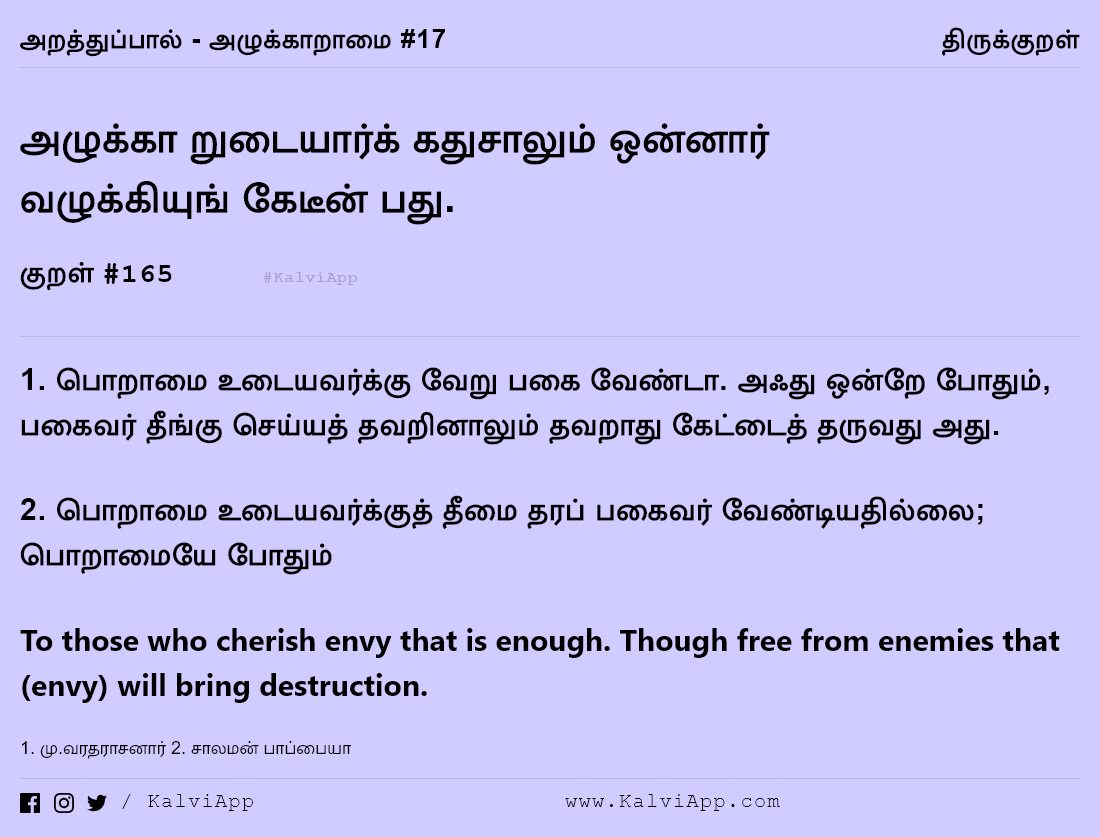 அறத்துப்பால் - அழுக்காறாமை #17
திருக்குறள்
அழுக்கா றுடையார்க் கதுசாலும் ஒன்னார்
வழுக்கியுங் கேடீன் பது.
குறள் #165
#KalviApp
1. பொறாமை உடையவர்க்கு வேறு பகை வேண்டா. அஃது ஒன்றே போதும்,
பகைவர் தீங்கு செய்யத் தவறினாலும் தவறாது கேட்டைத் தருவது அது.
2. பொறாமை உடையவர்க்குத் தீமை தரப் பகைவர் வேண்டியதில்லை;
பொறாமையே போதும்
To those who cherish envy that is enough. Though free from enemies that
(envy) will bring destruction.
1. மு.வரதராசனார் 2. சாலமன் பாப்பையா
/ KalviApp
www.KalviApp.com